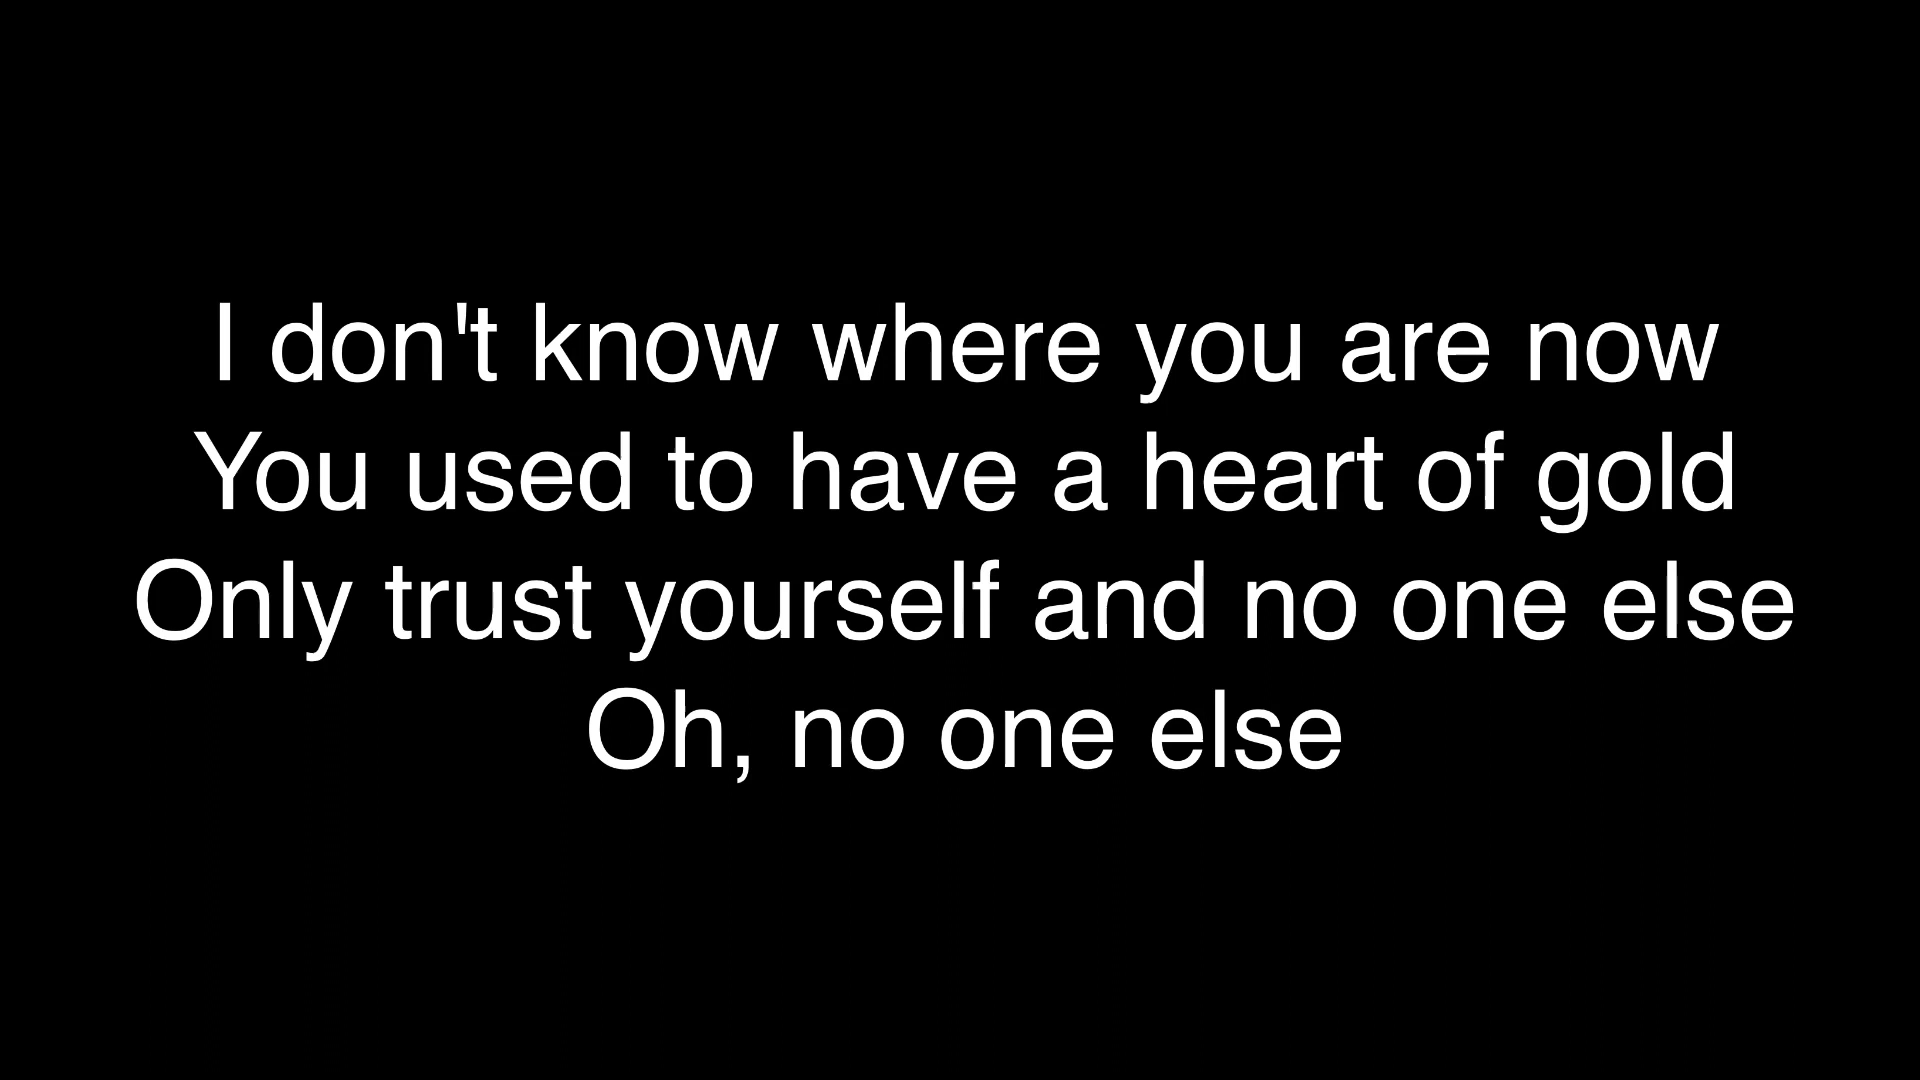 I don't know where you are now
You used to have a heart of gold
Only trust yourself and no one else
Oh, no one else